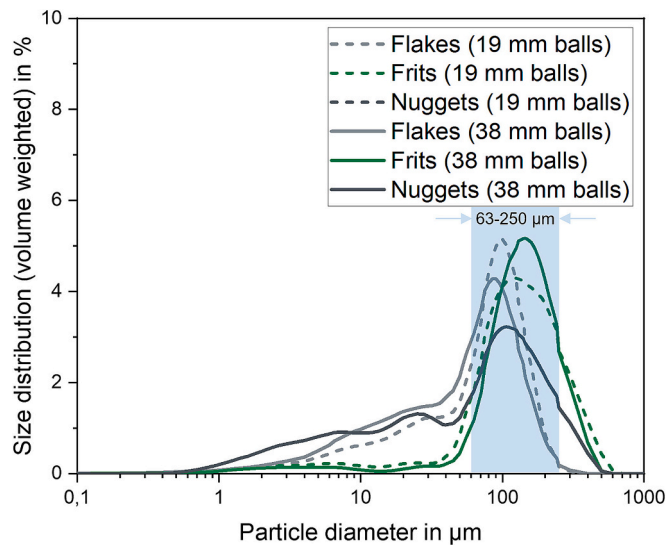 Size distribution (volume weighted) in %
10
8
6
4
2
0
Flakes (19 mm balls)
Frits (19 mm balls)
Nuggets (19 mm balls)
Flakes (38 mm balls)
Frits (38 mm balls)
Nuggets (38 mm balls)
63-250 µm
0,1
1
10
100
1000
Particle diameter in µm